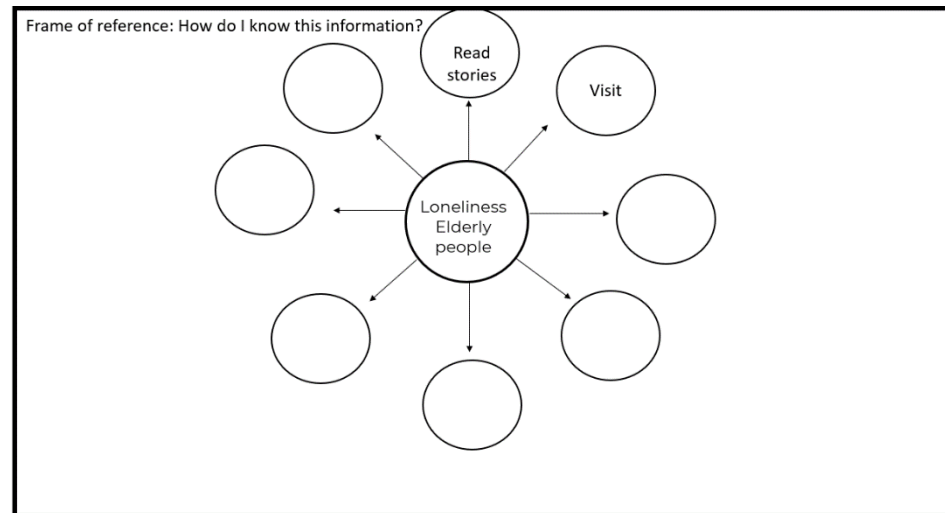 Frame of reference: How do I know this information?
Read
stories
Visit
Loneliness
Elderly
people